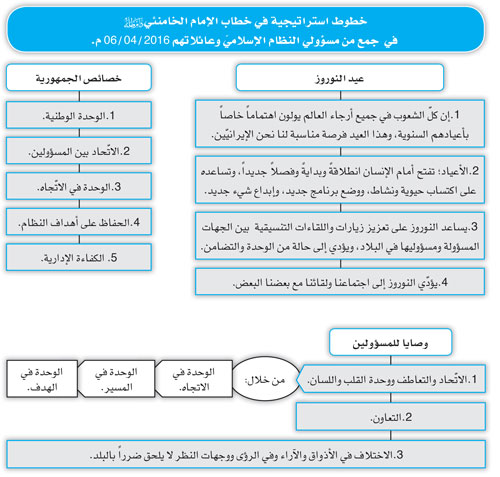 خطوط استراتيجية في خطاب الإمام الخامنئي
في جمع من مسؤولي النظام الإسلاميّ وعائلاتهم 06/04/2016 م.
عيد النوروز
1.إن كلّ الشعوب في جميع أرجاء العالم يولون اهتماماً خاصاً
بأعيادهم السنوية، وهذا العيد فرصة مناسبة لنا نحن الإيرانيّين.
2.الأعياد؛ تفتح أمام الإنسان انطلاقةً وبدايةً وفصلاً جديداً، وتساعده
على اكتساب حيوية ونشاط، ووضع برنامج جديد، وإبداع شيء جديد.
3.يساعد النوروز على تعزيز زيارات واللقاءات التنسيقية بين الجهات
المسؤولة ومسؤوليها في البلاد، ويؤدي إلى حالة من الوحدة والتضامن.
4.يؤدّي النوروز إلى اجتماعنا ولقائنا مع بعضنا البعض.
خصائص الجمهورية
1.الوحدة الوطنية.
2.الاتّحاد بين المسؤولين.
3.الوحدة في الاتّجاه.
4.الحفاظ على أهداف النظام.
5. الكفاءة الإدارية.
وصايا للمسؤولين
1.الاتّحاد والتعاطف ووحدة القلب واللسان.
من خلال:
الوحدة في
الاتجاه.
الوحدة في
المسير.
الوحدة في
الهدف.
2.التعاون.
3.الاختلاف في الأذواق والآراء وفي الرؤى ووجهات النظر لا يلحق ضرراً بالبلد.